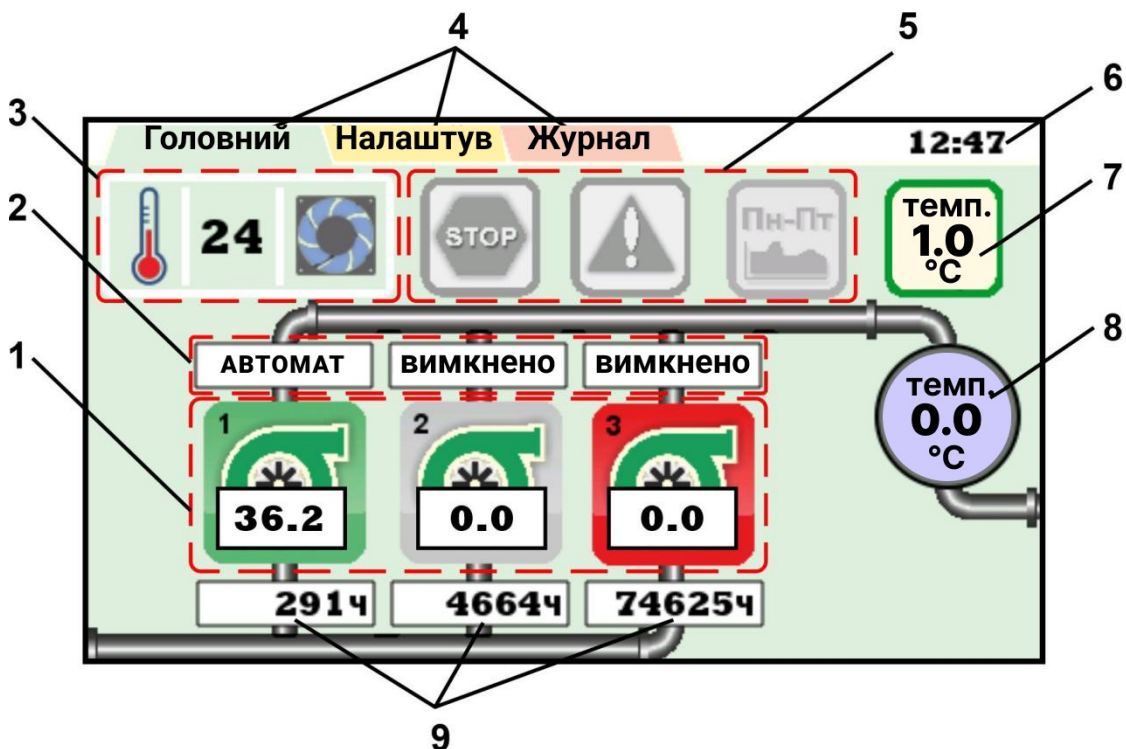 4
5
6
3
Головний Налаштув Журнал 12:47
7
2
24 STOP Пн-Пт темп.
1.0
°C
8
1
АВТОМАТ вимкнено вимкнено
темп.
0.0
°C
1 2 3
36.2 0.0 0.0
291ч 4664ч 74625ч
9